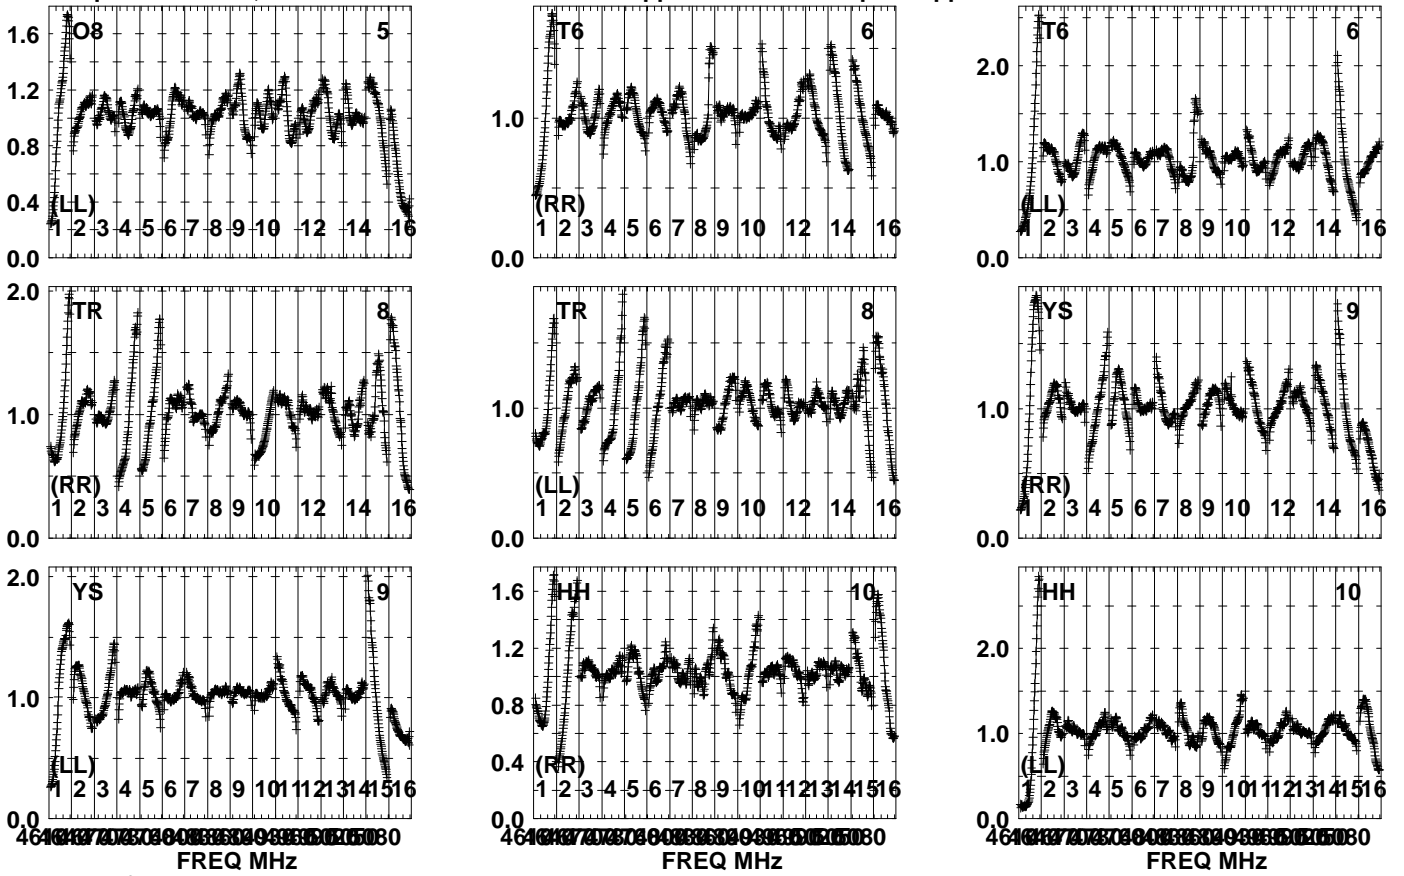 1.6 O8 5
1.2
0.8
0.4 (LL)
1 2 3 4 5 6 7 8 9 10 12 14 16
0.0
T6 6
1.0
(RR)
1 2 3 4 5 6 7 8 9 10 12 14 16
0.0
T6 6
2.0
1.0
(LL)
1 2 3 4 5 6 7 8 9 10 12 14 16
0.0
2.0 TR 8
1.0
(RR)
1 2 3 4 5 6 7 8 9 10 12 14 16
0.0
TR 8
1.0
(LL)
1 2 3 4 5 6 7 8 9 10 12 14 16
0.0
YS 9
1.0
(RR)
1 2 3 4 5 6 7 8 9 10 12 14 16
0.0
2.0 YS 9
1.0
(LL)
1 2 3 4 5 6 7 8 9 10 11 12 13 14 15 16
0.0
FREQ MHz
1.6 HH 10
1.2
0.8
0.4 (RR)
1 2 3 4 5 6 7 8 9 10 11 12 13 14 15 16
0.0
FREQ MHz
HH 10
2.0
1.0
(LL)
1 2 3 4 5 6 7 8 9 10 11 12 13 14 15 16
0.0
FREQ MHz